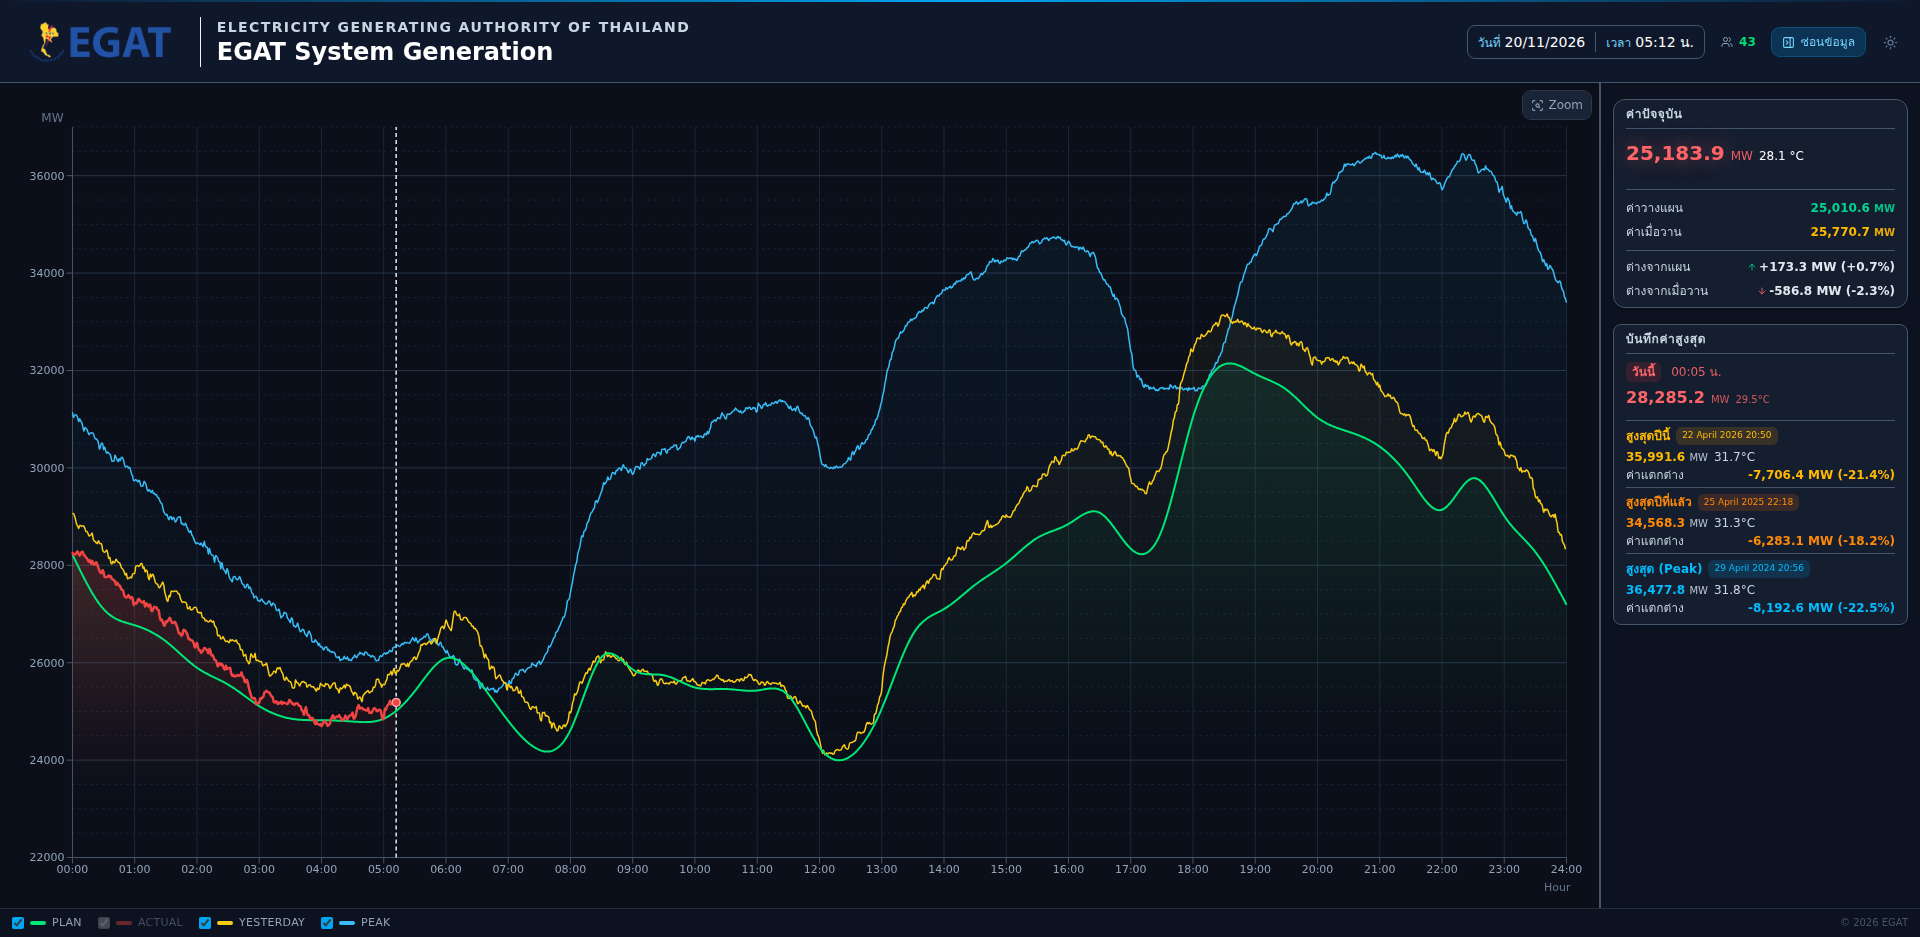 EGAT
ELECTRICITY GENERATING AUTHORITY OF THAILAND
EGAT System Generation
วันที่ 20/11/2026 เวลา 05:12 น.
43
ซ่อนข้อมูล
Zoom
MW
36000
34000
32000
30000
28000
26000
24000
22000
00:00 01:00 02:00 03:00 04:00 05:00 06:00 07:00 08:00 09:00 10:00 11:00 12:00 13:00 14:00 15:00 16:00 17:00 18:00 19:00 20:00 21:00 22:00 23:00 24:00
Hour
ค่าปัจจุบัน
25,183.9 MW 28.1 °C
ค่าวางแผน 25,010.6 MW
ค่าเมื่อวาน 25,770.7 MW
ต่างจากแผน ↑ +173.3 MW (+0.7%)
ต่างจากเมื่อวาน ↓ -586.8 MW (-2.3%)
บันทึกค่าสูงสุด
วันนี้ 00:05 น.
28,285.2 MW 29.5°C
สูงสุดปีนี้ 22 April 2026 20:50
35,991.6 MW 31.7°C
ค่าแตกต่าง -7,706.4 MW (-21.4%)
สูงสุดปีที่แล้ว 25 April 2025 22:18
34,568.3 MW 31.3°C
ค่าแตกต่าง -6,283.1 MW (-18.2%)
สูงสุด (Peak) 29 April 2024 20:56
36,477.8 MW 31.8°C
ค่าแตกต่าง -8,192.6 MW (-22.5%)
PLAN ACTUAL YESTERDAY PEAK
© 2026 EGAT